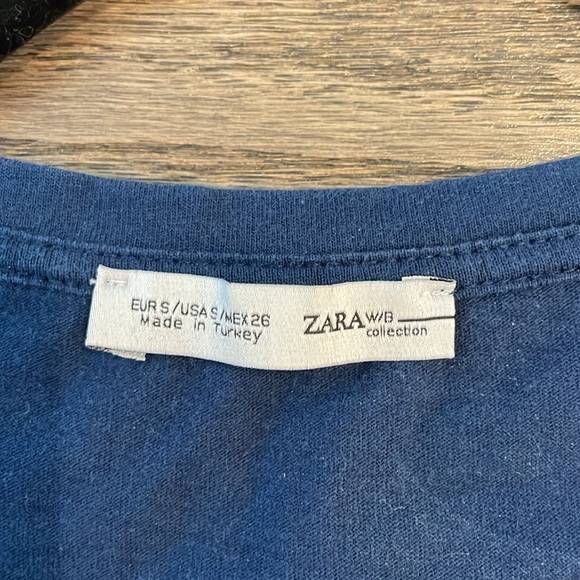 EUR S/USA S/MEX 26
Made in Turkey
ZARA W/B
collection